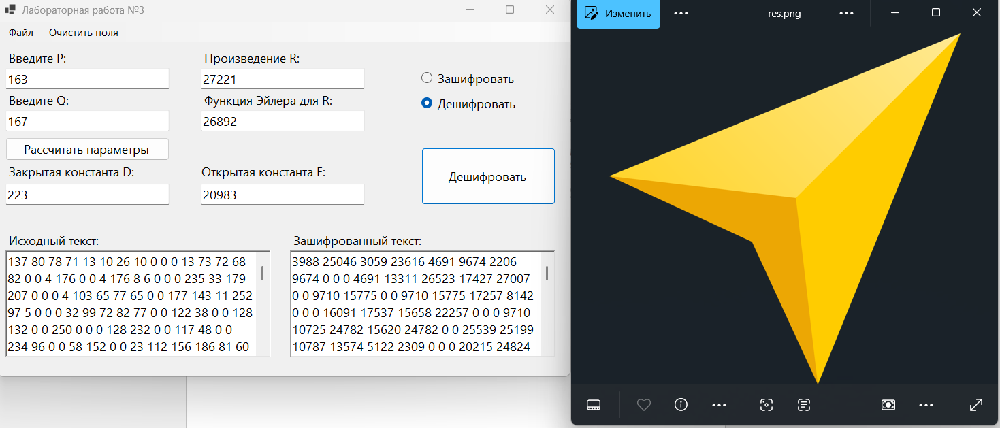 Лабораторная работа №3
Файл Очистить поля
Введите P:
163
Введите Q:
167
Рассчитать параметры
Закрытая константа D:
223
Произведение R:
27221
Функция Эйлера для R:
26892
Открытая константа E:
20983
Зашифровать
Дешифровать
Дешифровать
Исходный текст:
137 80 78 71 13 10 26 10 0 0 0 13 73 72 68
82 0 0 4 176 0 0 4 176 8 6 0 0 0 235 33 179
207 0 0 0 4 103 65 77 65 0 0 177 143 11 252
97 5 0 0 0 32 99 72 82 77 0 0 122 38 0 0 128
132 0 0 250 0 0 0 128 232 0 0 117 48 0 0
234 96 0 0 58 152 0 0 23 112 156 186 81 60
Зашифрованный текст:
3988 25046 3059 23616 4691 9674 2206
9674 0 0 0 4691 13311 26523 17427 27007
0 0 9710 15775 0 0 9710 15775 17257 8142
0 0 0 16091 17537 15658 22257 0 0 0 9710
10725 24782 15620 24782 0 0 25539 25199
10787 13574 5122 2309 0 0 0 20215 24824
Изменить
res.png